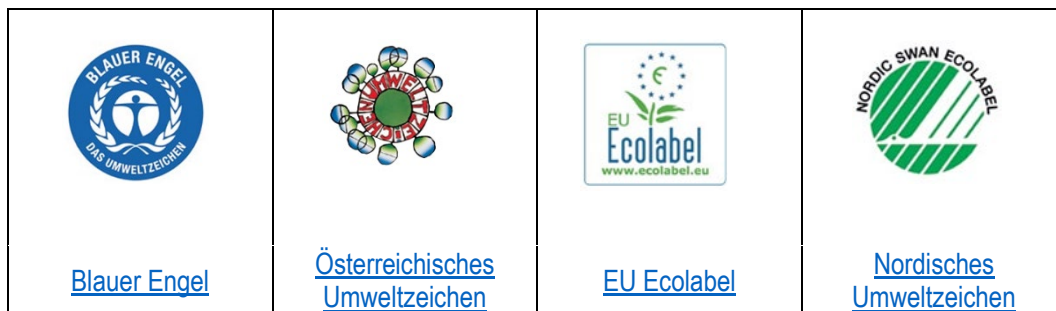 BLAUER ENGEL
DAS UMWELTZEICHEN
UMWELTZEICHEN
EU
Ecolabel
www.ecolabel.eu
NORDIC SWAN ECOLABEL
Blauer Engel
Österreichisches
Umweltzeichen
EU Ecolabel
Nordisches
Umweltzeichen